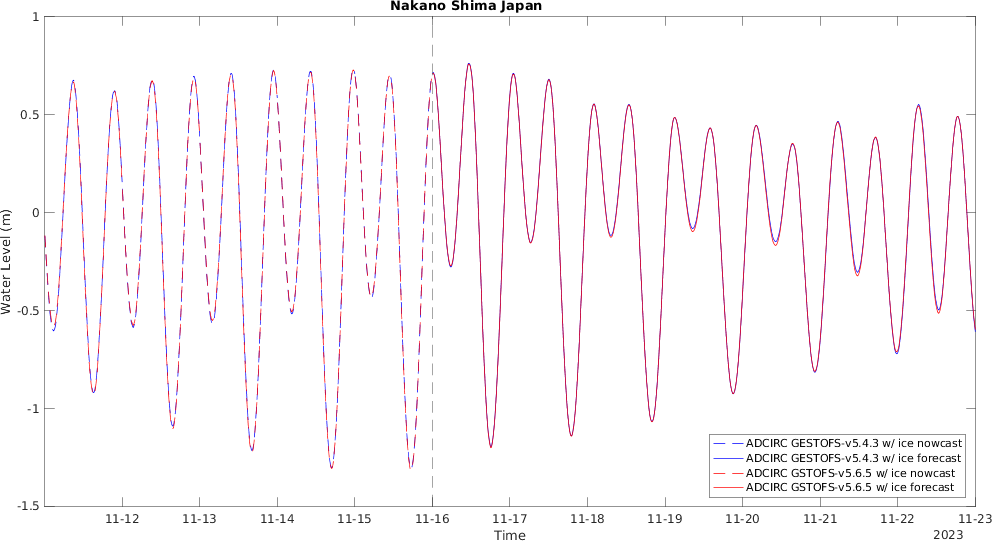 Nakano Shima Japan
1
0.5
0
-0.5
-1
-1.5
Water Level (m)
11-12
11-13
11-14
11-15
11-16
11-17
11-18
11-19
11-20
11-21
11-22
11-23
Time
2023
ADCIRC GESTOFS-v5.4.3 w/ ice nowcast
ADCIRC GESTOFS-v5.4.3 w/ ice forecast
ADCIRC GSTOFS-v5.6.5 w/ ice nowcast
ADCIRC GSTOFS-v5.6.5 w/ ice forecast